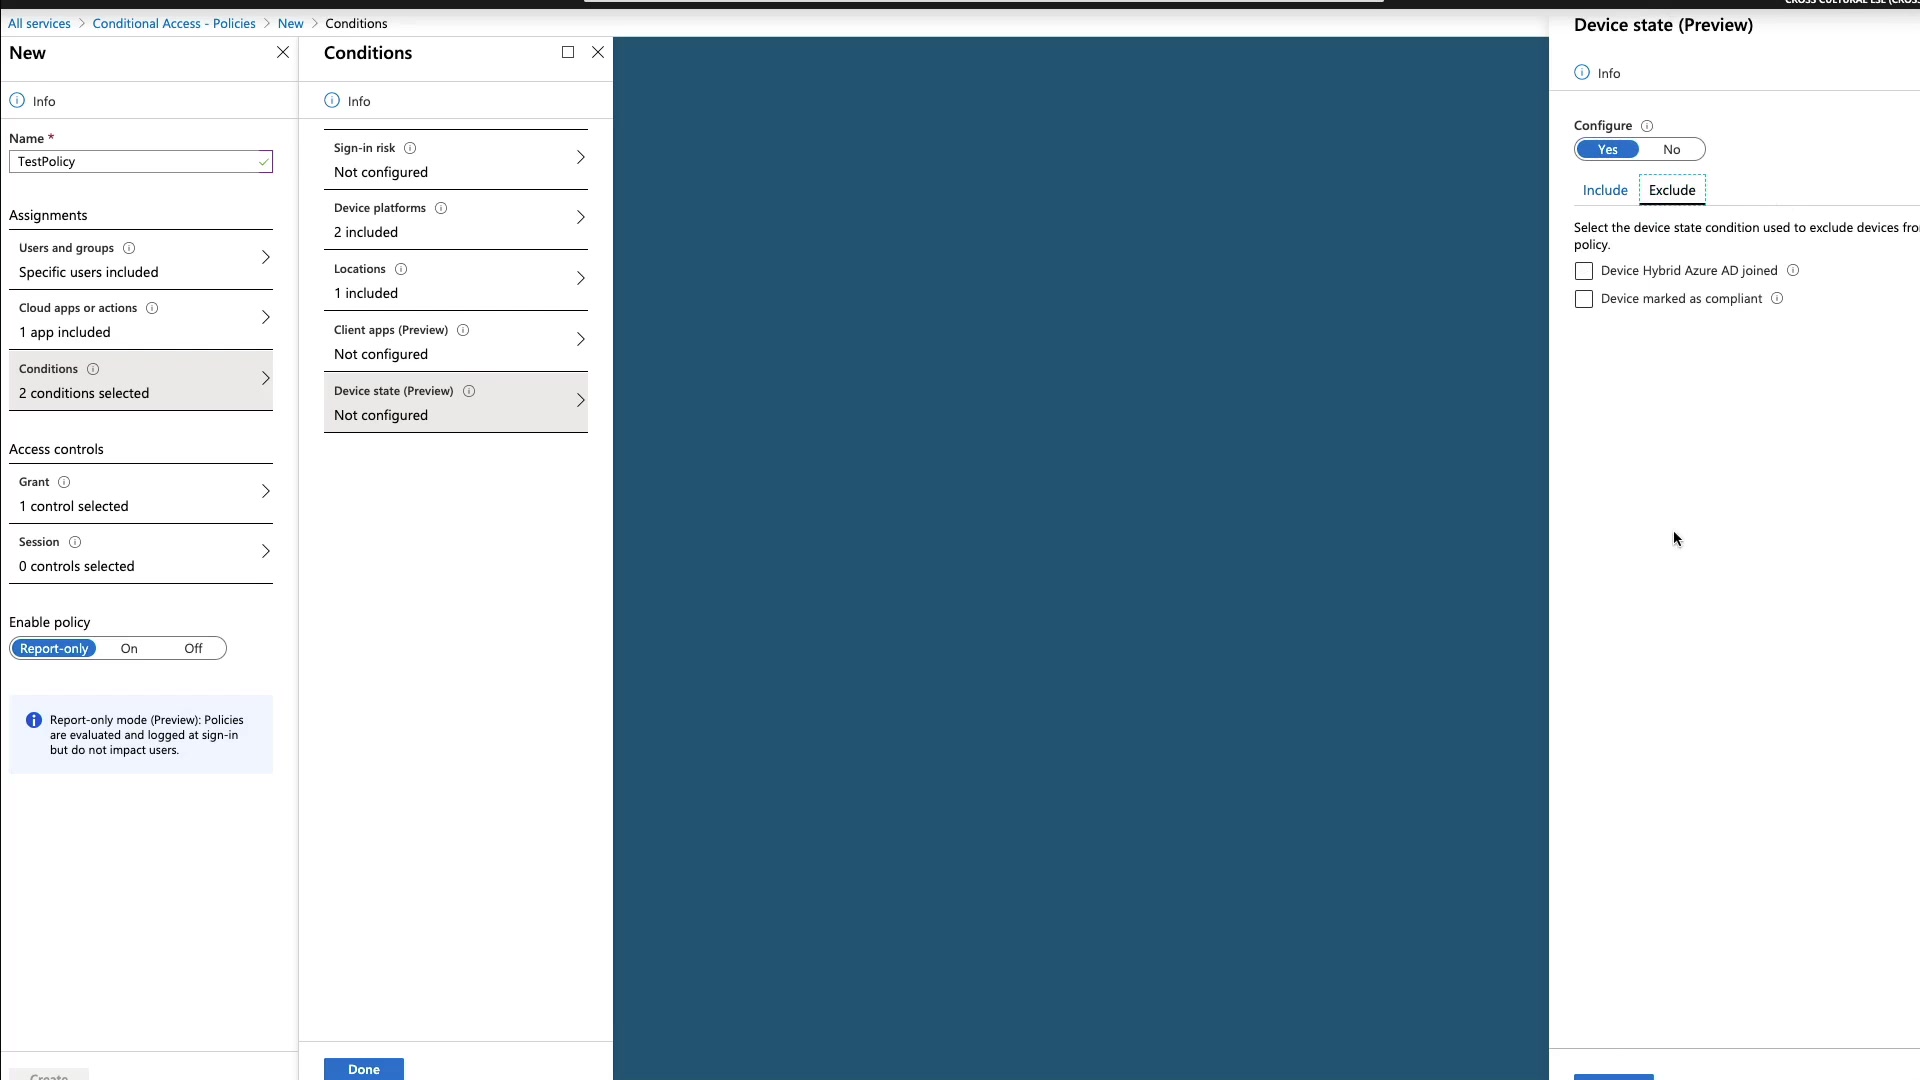 All services > Conditional Access - Policies > New > Conditions
New
Info
Name *
TestPolicy
Assignments
Users and groups
Specific users included
Cloud apps or actions
1 app included
Conditions
2 conditions selected
Access controls
Grant
1 control selected
Session
0 controls selected
Enable policy
Report-only On Off
Report-only mode (Preview): Policies
are evaluated and logged at sign-in
but do not impact users.
Create
Conditions
Info
Sign-in risk
Not configured
Device platforms
2 included
Locations
1 included
Client apps (Preview)
Not configured
Device state (Preview)
Not configured
Done
Device state (Preview)
Info
Configure
Yes No
Include Exclude
Select the device state condition used to exclude devices fro
policy.
Device Hybrid Azure AD joined
Device marked as compliant